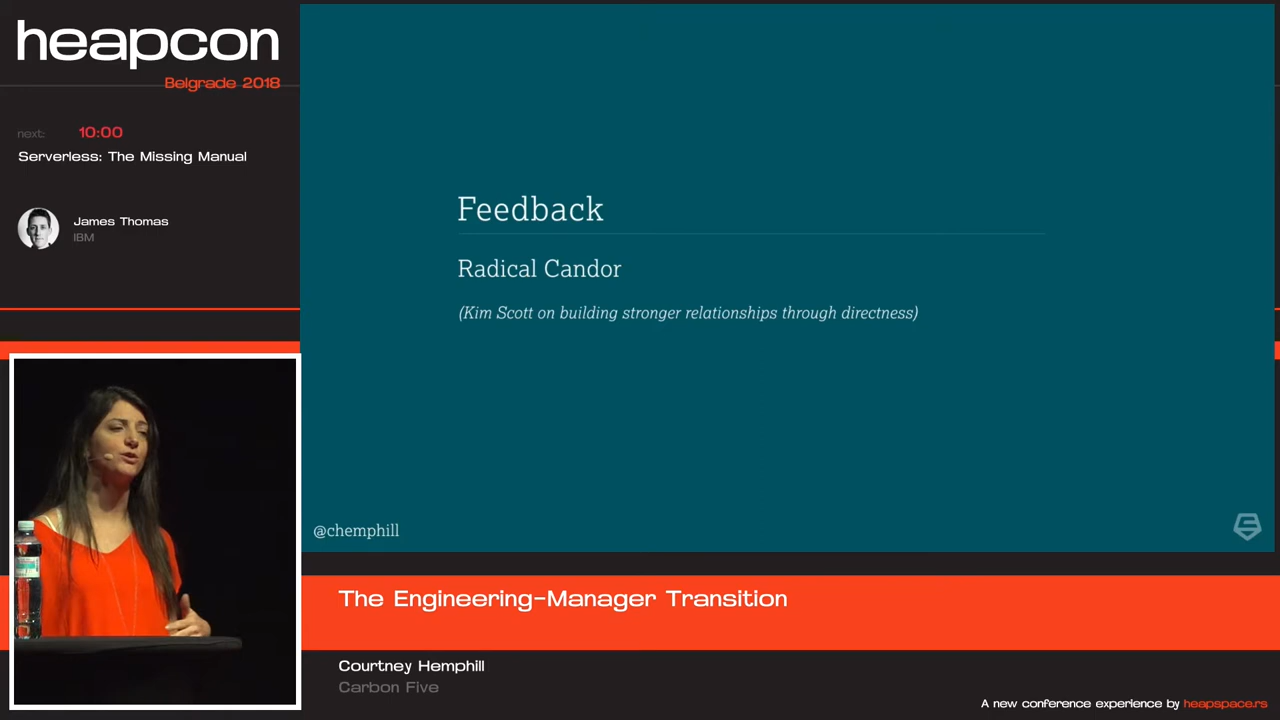 heapcon
Belgrade 2018
next: 10:00
Serverless: The Missing Manual
James Thomas
IBM
Feedback
Radical Candor
(Kim Scott on building stronger relationships through directness)
@chemphill
The Engineering-Manager Transition
Courtney Hemphill
Carbon Five
A new conference experience by heapspace.rs